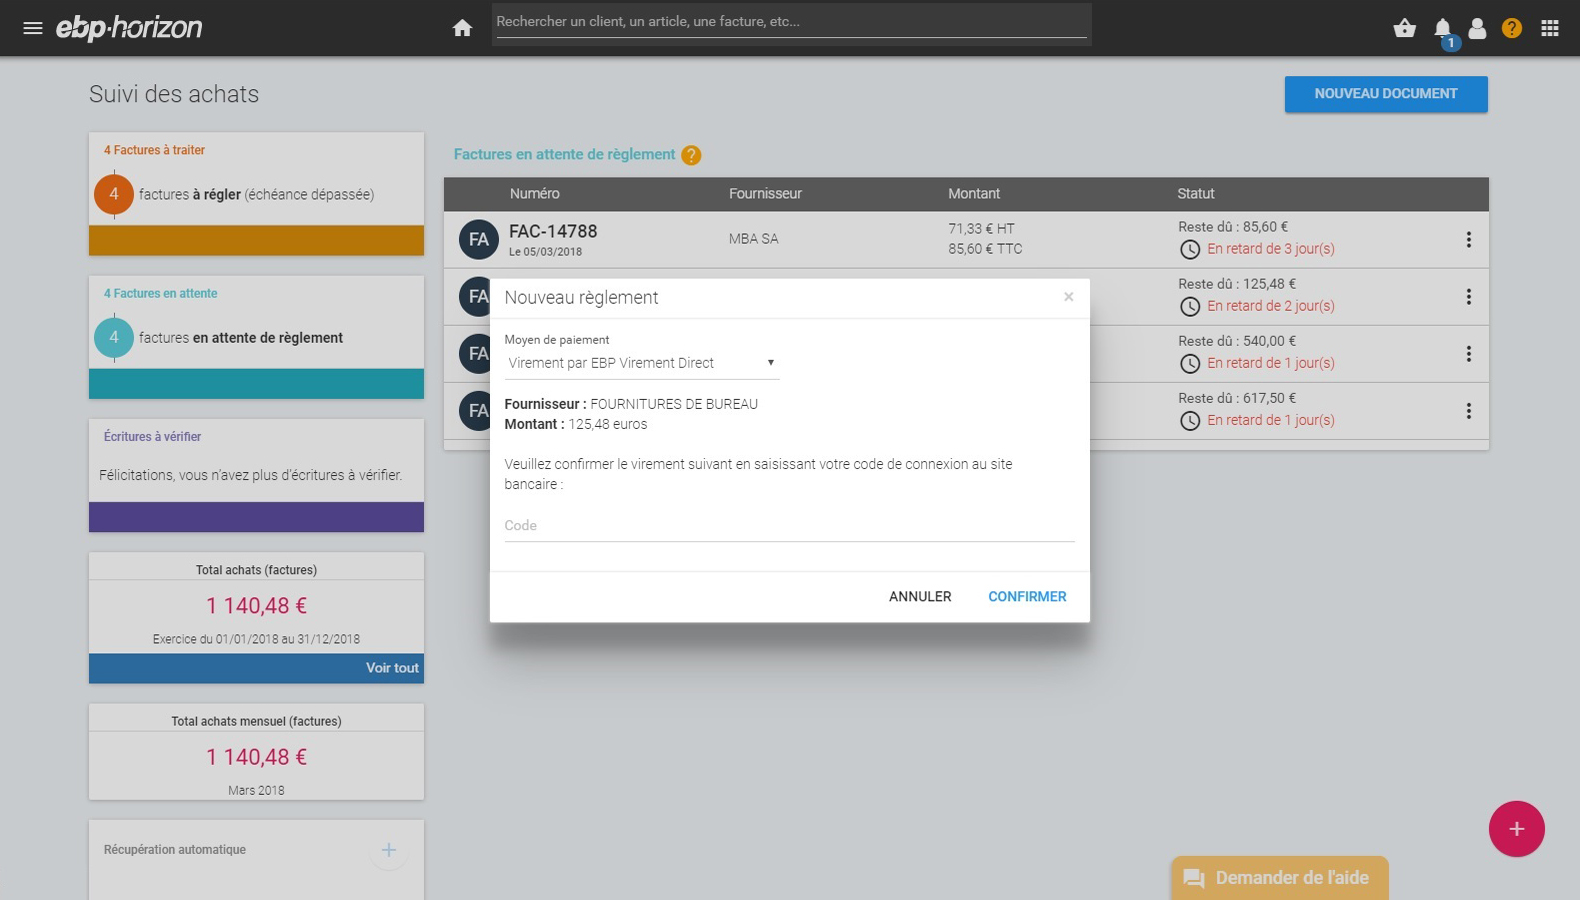 ebp·horizon
Rechercher un client, un article, une facture, etc...
1
?
Suivi des achats
NOUVEAU DOCUMENT
4 Factures à traiter
4 factures à régler (échéance dépassée)
4 Factures en attente
4 factures en attente de règlement
Écritures à vérifier
Félicitations, vous n'avez plus d'écritures à vérifier.
Total achats (factures)
1 140,48 €
Exercice du 01/01/2018 au 31/12/2018
Voir tout
Total achats mensuel (factures)
1 140,48 €
Mars 2018
Récupération automatique
+
Factures en attente de règlement ?
Numéro Fournisseur Montant Statut
FA FAC-14788 MBA SA 71,33 € HT Reste dû : 85,60 €
Le 05/03/2018 85,60 € TTC En retard de 3 jour(s)
FA Reste dû : 125,48 €
En retard de 2 jour(s)
FA Reste dû : 540,00 €
En retard de 1 jour(s)
FA Reste dû : 617,50 €
En retard de 1 jour(s)
Nouveau règlement ×
Moyen de paiement
Virement par EBP Virement Direct
Fournisseur : FOURNITURES DE BUREAU
Montant : 125,48 euros
Veuillez confirmer le virement suivant en saisissant votre code de connexion au site
bancaire :
Code
ANNULER CONFIRMER
+
Demander de l'aide